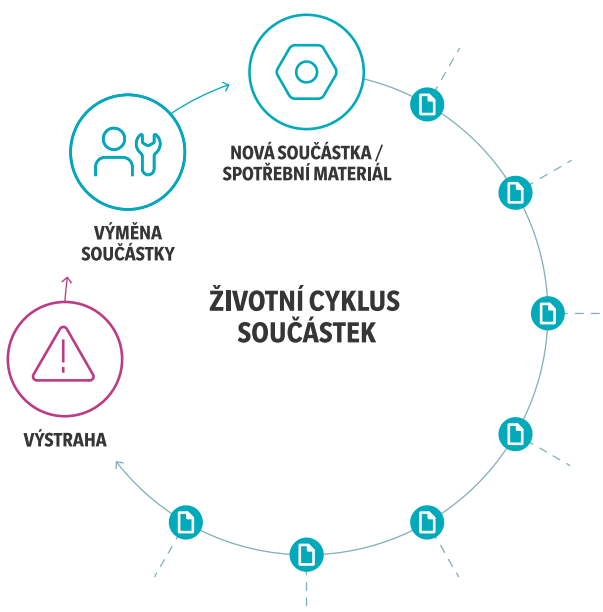 NOVÁ SOUČÁSTKA /
SPOTŘEBNÍ MATERIÁL
VÝMĚNA
SOUČÁSTKY
ŽIVOTNÍ CYKLUS
SOUČÁSTEK
VÝSTRAHA